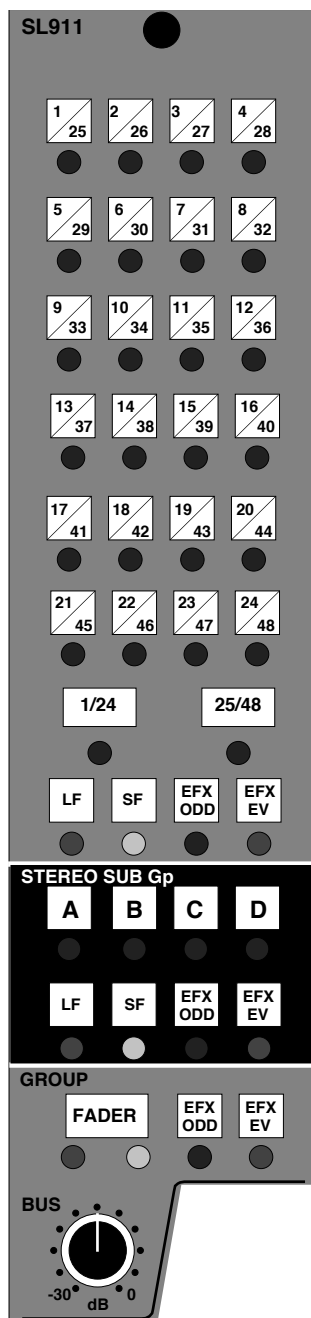 SL911
1 25 2 26 3 27 4 28
5 29 6 30 7 31 8 32
9 33 10 34 11 35 12 36
13 37 14 38 15 39 16 40
17 41 18 42 19 43 20 44
21 45 22 46 23 47 24 48
1/24 25/48
LF SF EFX ODD EFX EV
STEREO SUB Gp
A B C D
LF SF EFX ODD EFX EV
GROUP
FADER EFX ODD EFX EV
BUS
-30 dB 0